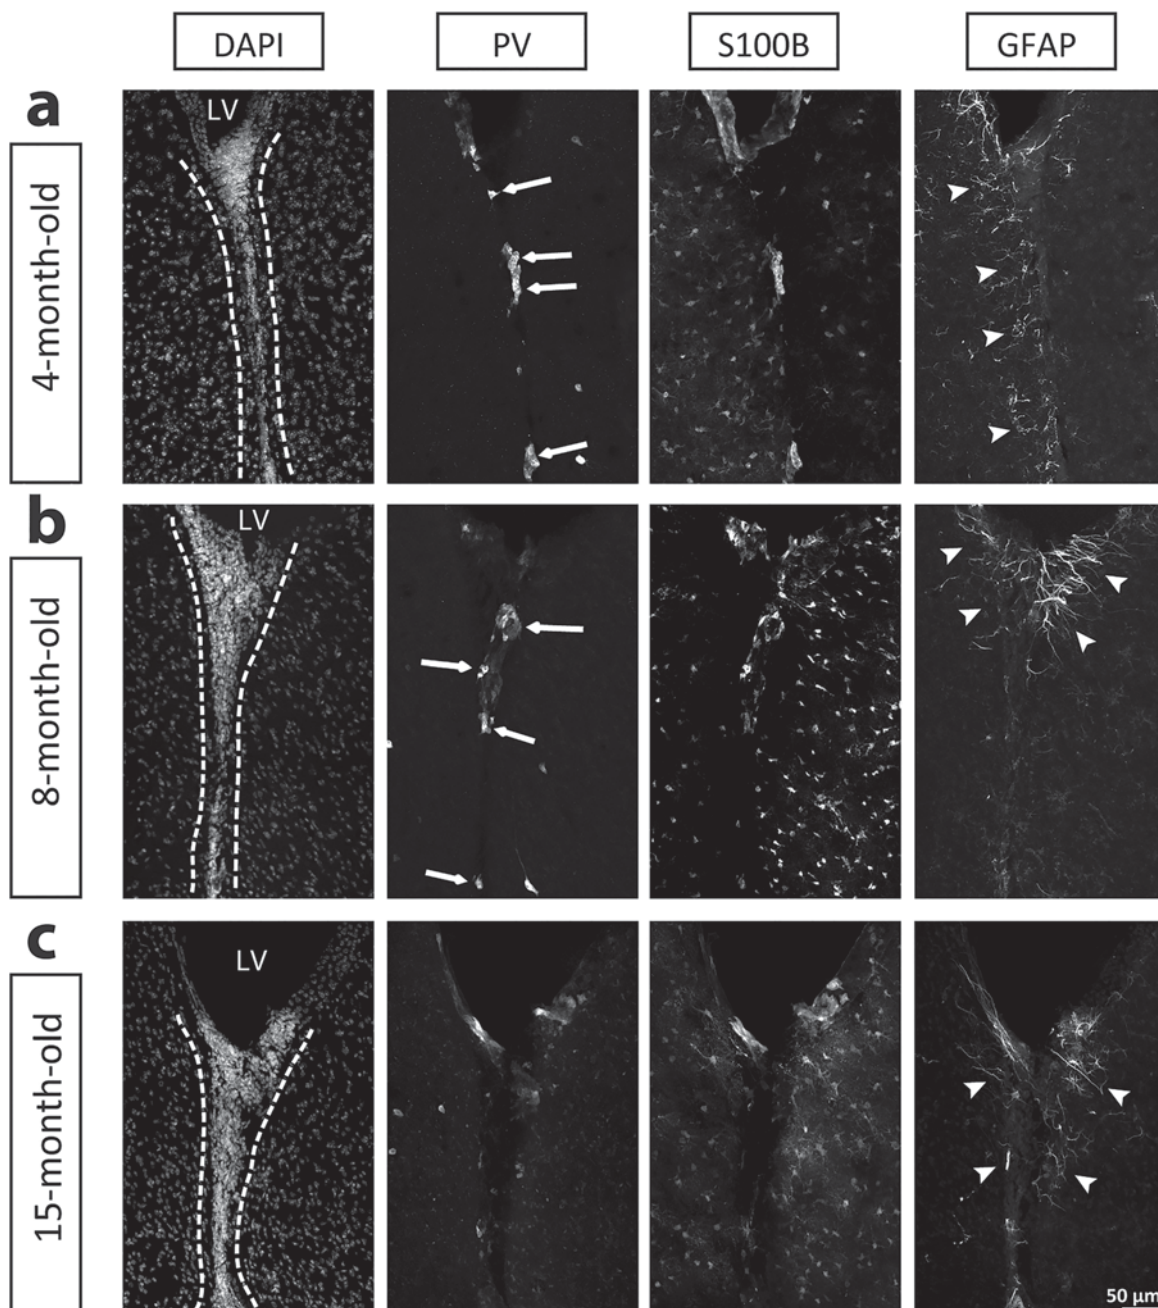 DAPI
PV
S100B
GFAP
a
4-month-old
LV
b
8-month-old
LV
c
15-month-old
LV
50 µm